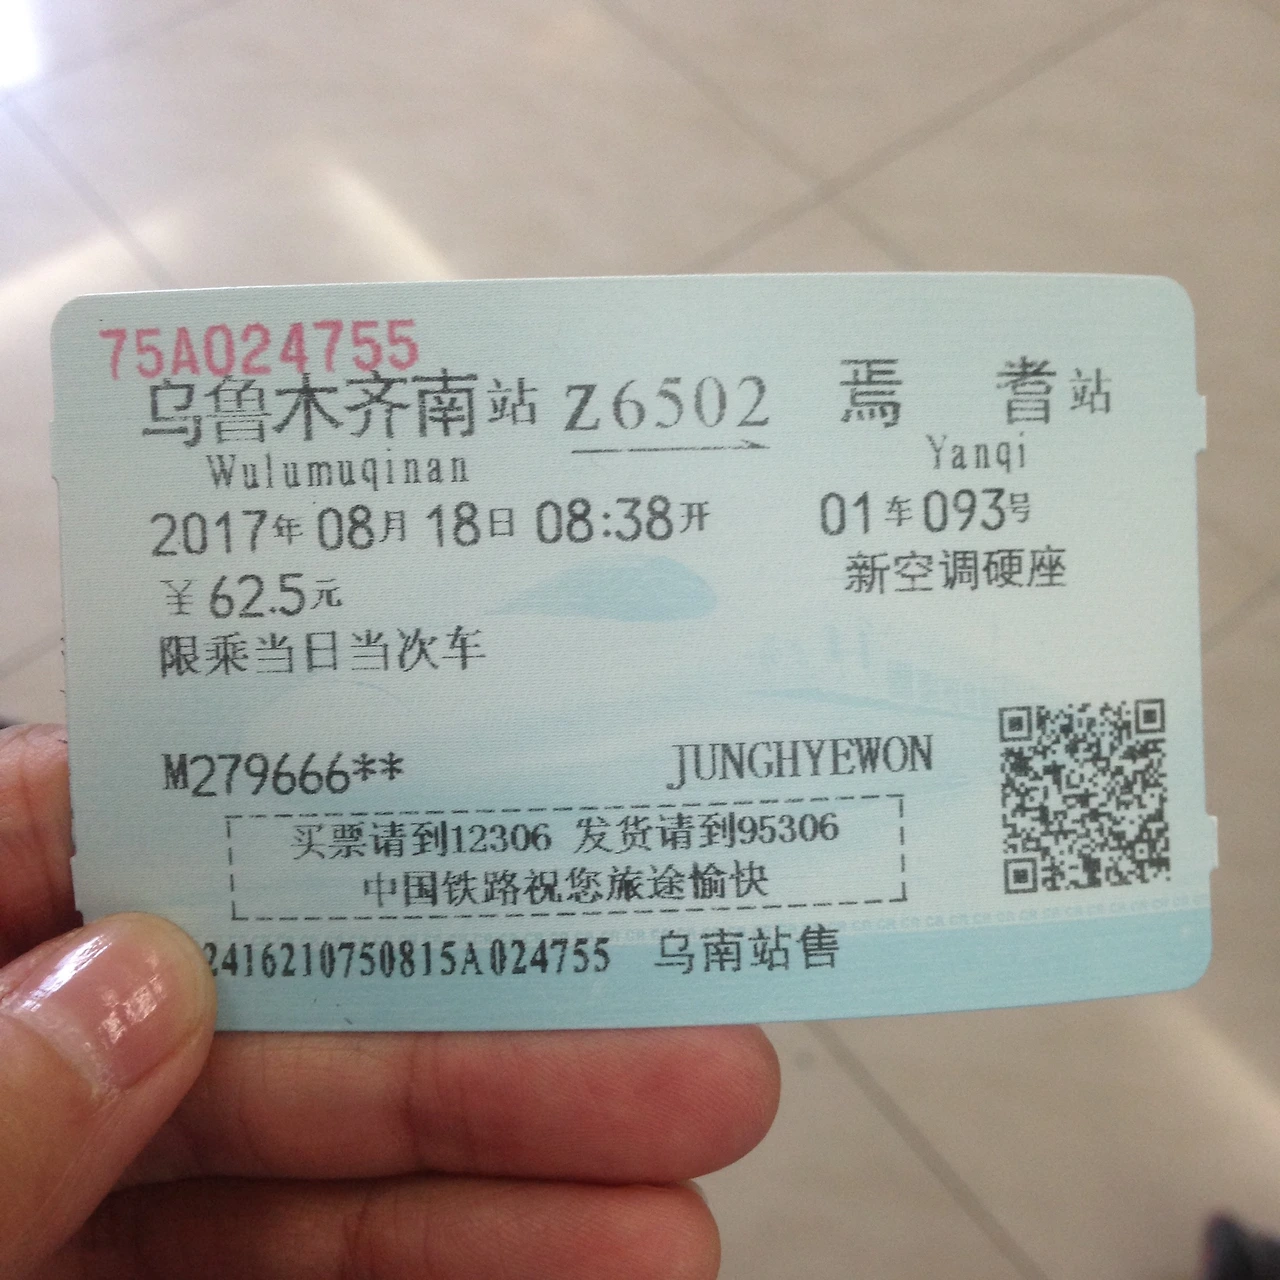 75A024755
乌鲁木齐南站 Z6502 焉耆站
Wulumuqinan Yanqi
2017年08月18日08:38开 01车093号
￥62.5元 新空调硬座
限乘当日当次车
M279666** JUNGHYEWON
买票请到12306 发货请到95306
中国铁路祝您旅途愉快
2416210750815A024755 乌南站售